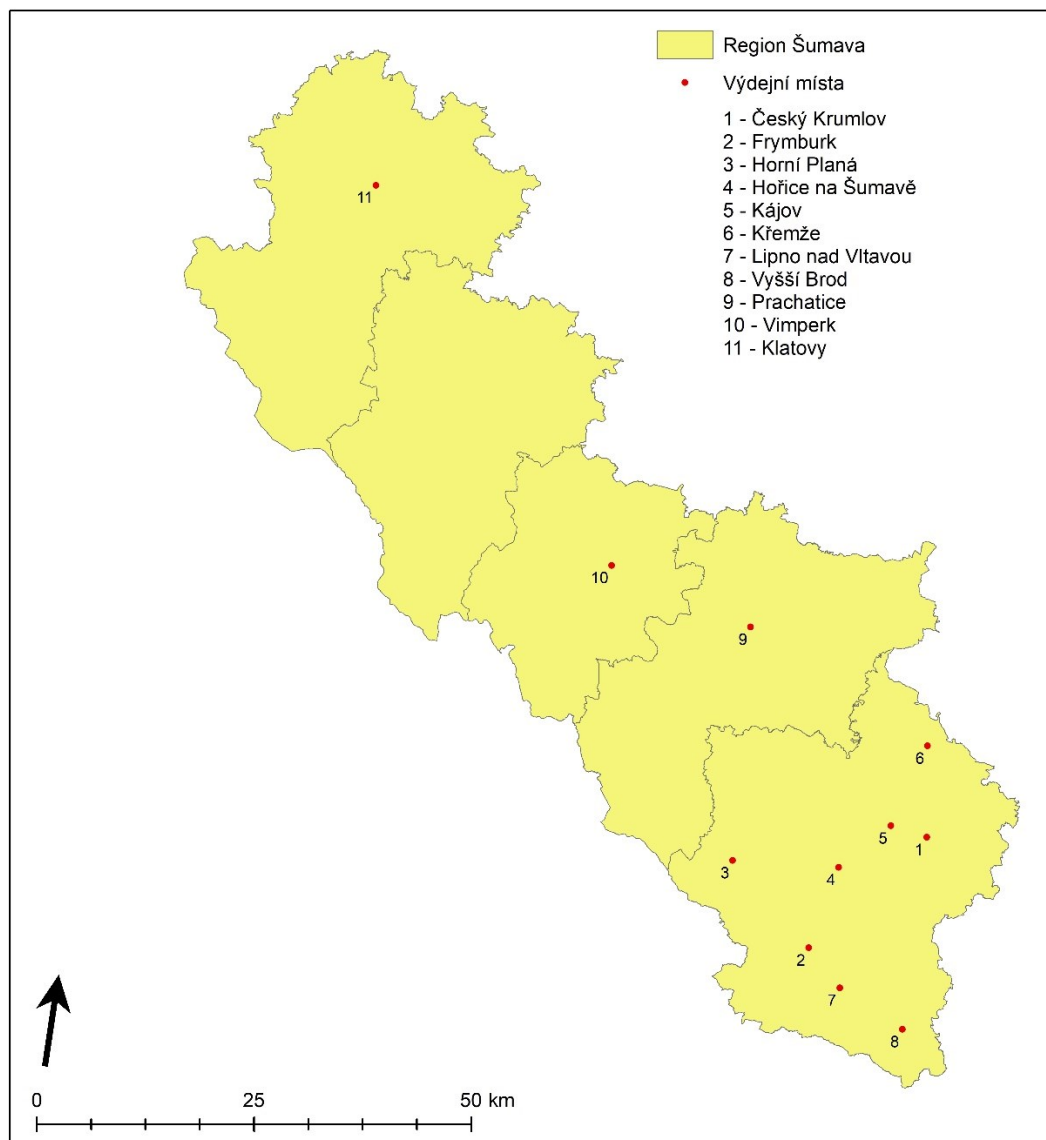 Region Šumava
Výdejní místa
1 - Český Krumlov
2 - Frymburk
3 - Horní Planá
4 - Hořice na Šumavě
5 - Kájov
6 - Křemže
7 - Lipno nad Vltavou
8 - Vyšší Brod
9 - Prachatice
10 - Vimperk
11 - Klatovy
11
10
9
6
5
1
3
4
2
7
8
0 25 50 km